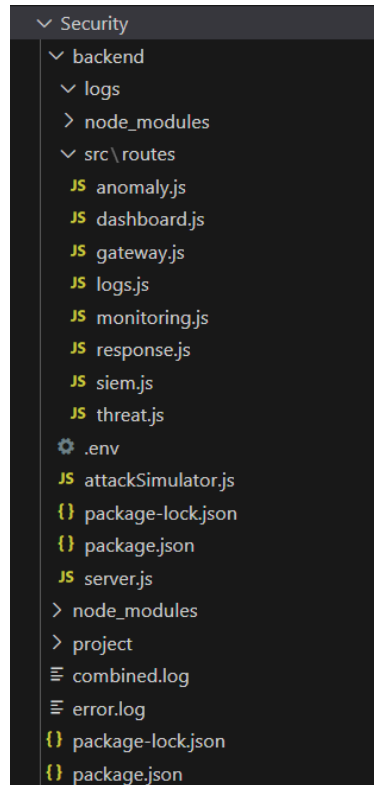 Security
backend
logs
node_modules
src\routes
JS anomaly.js
JS dashboard.js
JS gateway.js
JS logs.js
JS monitoring.js
JS response.js
JS siem.js
JS threat.js
.env
JS attackSimulator.js
{} package-lock.json
{} package.json
JS server.js
node_modules
project
combined.log
error.log
{} package-lock.json
{} package.json